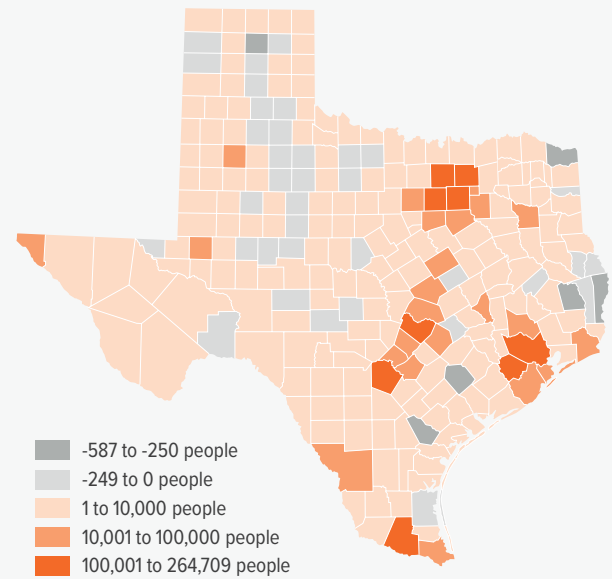 -587 to -250 people
-249 to 0 people
1 to 10,000 people
10,001 to 100,000 people
100,001 to 264,709 people